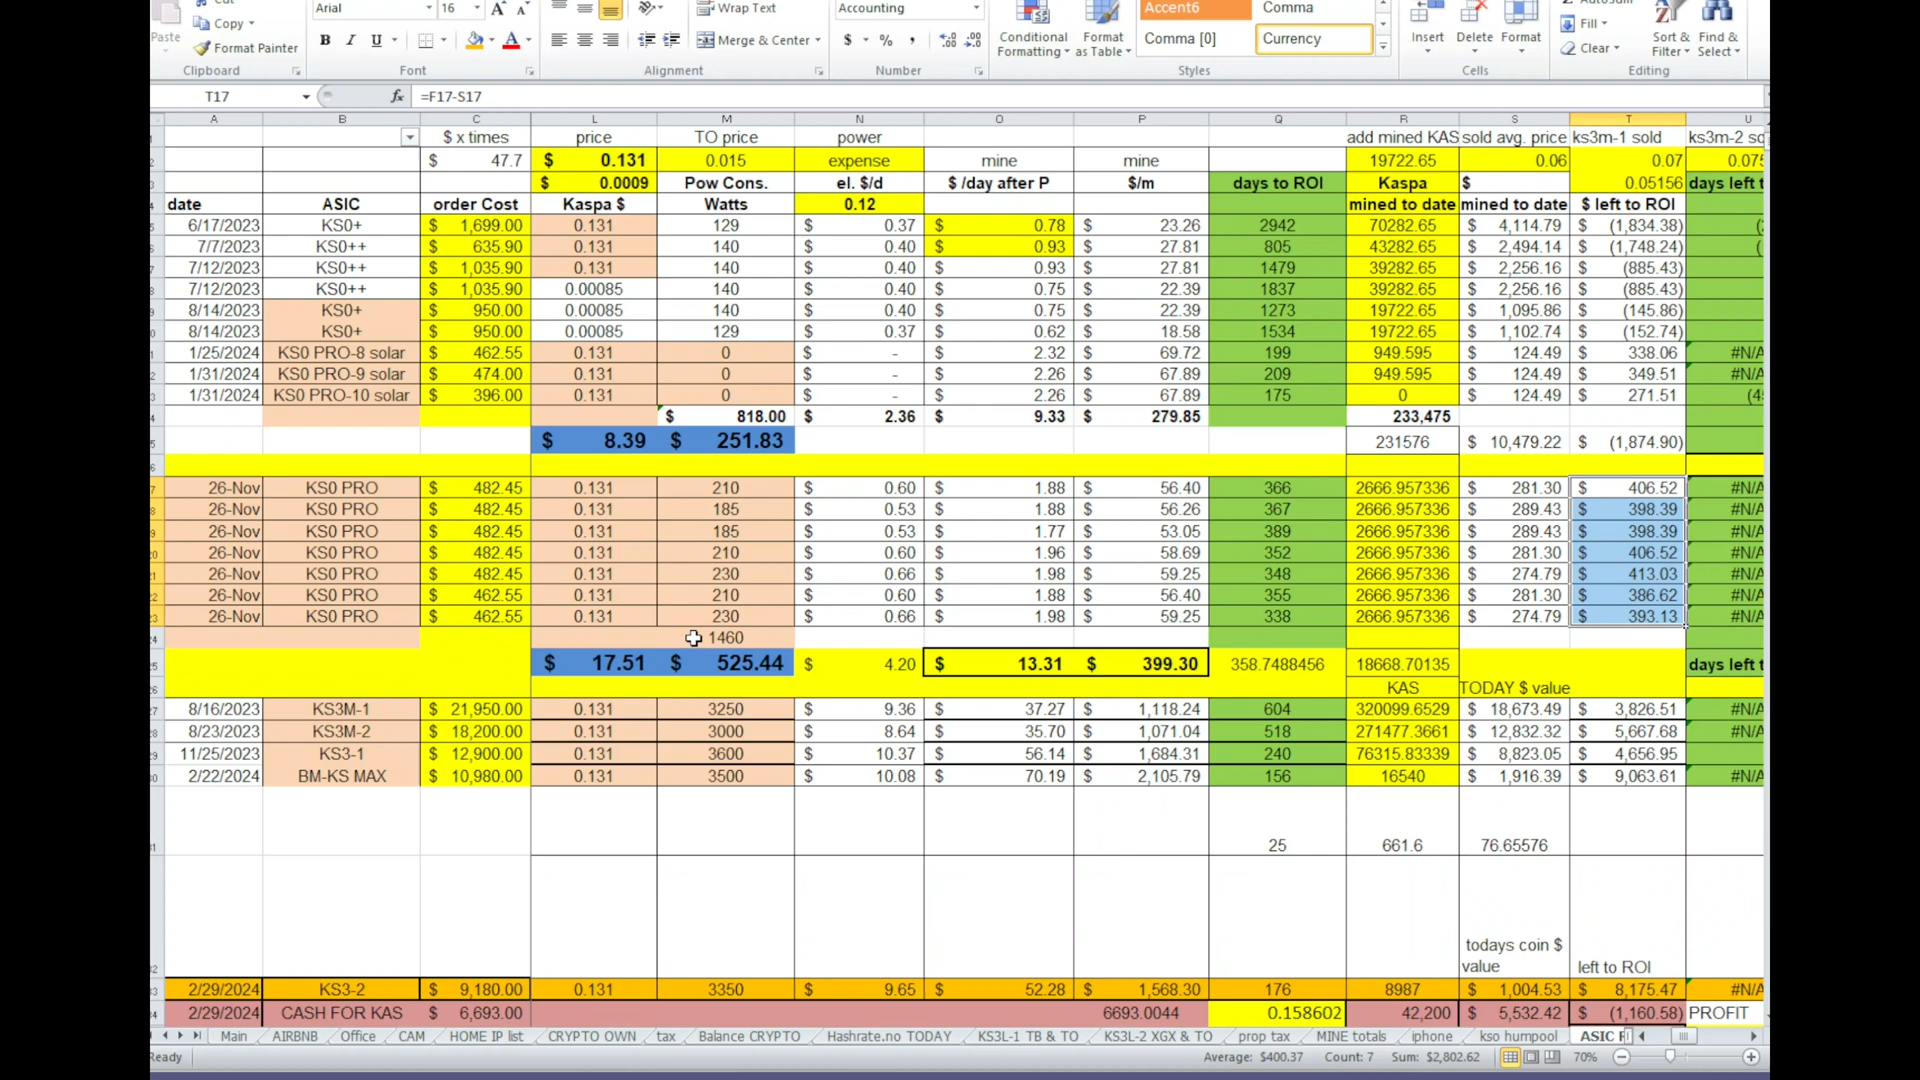 Cut Arial 16 A A Wrap Text Accounting Accent6 Comma AutoSum
Paste Copy Format Painter B I U Merge & Center $ % , Comma [0] Currency Conditional Formatting Format as Table Insert Delete Format Fill Clear Sort & Filter Find & Select
Clipboard Font Alignment Number Styles Cells Editing
T17 fx =F17-S17
A B C L M N O P Q R S T U
$ x times price TO price power add mined KAS sold avg. price ks3m-1 sold ks3m-2 so
$ 47.7 $ 0.131 0.015 expense mine mine 19722.65 0.06 0.07 0.075
$ 0.0009 Pow Cons. el. $/d $ /day after P $/m days to ROI Kaspa $ 0.05156 days left t
date ASIC order Cost Kaspa $ Watts 0.12 mined to date mined to date $ left to ROI
6/17/2023 KS0+ $ 1,699.00 0.131 129 $ 0.37 $ 0.78 $ 23.26 2942 70282.65 $ 4,114.79 $ (1,834.38)
7/7/2023 KS0++ $ 635.90 0.131 140 $ 0.40 $ 0.93 $ 27.81 805 43282.65 $ 2,494.14 $ (1,748.24)
7/12/2023 KS0++ $ 1,035.90 0.131 140 $ 0.40 $ 0.93 $ 27.81 1479 39282.65 $ 2,256.16 $ (885.43)
7/12/2023 KS0++ $ 1,035.90 0.00085 140 $ 0.40 $ 0.75 $ 22.39 1837 39282.65 $ 2,256.16 $ (885.43)
8/14/2023 KS0+ $ 950.00 0.00085 140 $ 0.40 $ 0.75 $ 22.39 1273 19722.65 $ 1,095.86 $ (145.86)
8/14/2023 KS0+ $ 950.00 0.00085 129 $ 0.37 $ 0.62 $ 18.58 1534 19722.65 $ 1,102.74 $ (152.74)
1/25/2024 KS0 PRO-8 solar $ 462.55 0.131 0 $ - $ 2.32 $ 69.72 199 949.595 $ 124.49 $ 338.06 #N/A
1/31/2024 KS0 PRO-9 solar $ 474.00 0.131 0 $ - $ 2.26 $ 67.89 209 949.595 $ 124.49 $ 349.51 #N/A
1/31/2024 KS0 PRO-10 solar $ 396.00 0.131 0 $ - $ 2.26 $ 67.89 175 0 $ 124.49 $ 271.51
$ 818.00 $ 2.36 $ 9.33 $ 279.85 233,475
$ 8.39 $ 251.83 231576 $ 10,479.22 $ (1,874.90)
26-Nov KS0 PRO $ 482.45 0.131 210 $ 0.60 $ 1.88 $ 56.40 366 2666.957336 $ 281.30 $ 406.52 #N/A
26-Nov KS0 PRO $ 482.45 0.131 185 $ 0.53 $ 1.88 $ 56.26 367 2666.957336 $ 289.43 $ 398.39 #N/A
26-Nov KS0 PRO $ 482.45 0.131 185 $ 0.53 $ 1.77 $ 53.05 389 2666.957336 $ 289.43 $ 398.39 #N/A
26-Nov KS0 PRO $ 482.45 0.131 210 $ 0.60 $ 1.96 $ 58.69 352 2666.957336 $ 281.30 $ 406.52 #N/A
26-Nov KS0 PRO $ 482.45 0.131 230 $ 0.66 $ 1.98 $ 59.25 348 2666.957336 $ 274.79 $ 413.03 #N/A
26-Nov KS0 PRO $ 462.55 0.131 210 $ 0.60 $ 1.88 $ 56.40 355 2666.957336 $ 281.30 $ 386.62 #N/A
26-Nov KS0 PRO $ 462.55 0.131 230 $ 0.66 $ 1.98 $ 59.25 338 2666.957336 $ 274.79 $ 393.13 #N/A
1460
$ 17.51 $ 525.44 $ 4.20 $ 13.31 $ 399.30 358.7488456 18668.70135 days left t
KAS TODAY $ value
8/16/2023 KS3M-1 $ 21,950.00 0.131 3250 $ 9.36 $ 37.27 $ 1,118.24 604 320099.6529 $ 18,673.49 $ 3,826.51 #N/A
8/23/2023 KS3M-2 $ 18,200.00 0.131 3000 $ 8.64 $ 35.70 $ 1,071.04 518 271477.3661 $ 12,832.32 $ 5,667.68 #N/A
11/25/2023 KS3-1 $ 12,900.00 0.131 3600 $ 10.37 $ 56.14 $ 1,684.31 240 76315.83339 $ 8,823.05 $ 4,656.95
2/22/2024 BM-KS MAX $ 10,980.00 0.131 3500 $ 10.08 $ 70.19 $ 2,105.79 156 16540 $ 1,916.39 $ 9,063.61 #N/A
25 661.6 76.65576
todays coin $
value left to ROI
2/29/2024 KS3-2 $ 9,180.00 0.131 3350 $ 9.65 $ 52.28 $ 1,568.30 176 8987 $ 1,004.53 $ 8,175.47 #N/A
2/29/2024 CASH FOR KAS $ 6,693.00 6693.0044 0.158602 42,200 $ 5,532.42 $ (1,160.58) PROFIT
Main AIRBNB Office CAM HOME IP list CRYPTO OWN tax Balance CRYPTO Hashrate.no TODAY KS3L-1 TB & TO KS3L-2 XGX & TO prop tax MINE totals iphone kso humpool ASIC
Ready Average: $400.37 Count: 7 Sum: $2,802.62 70%